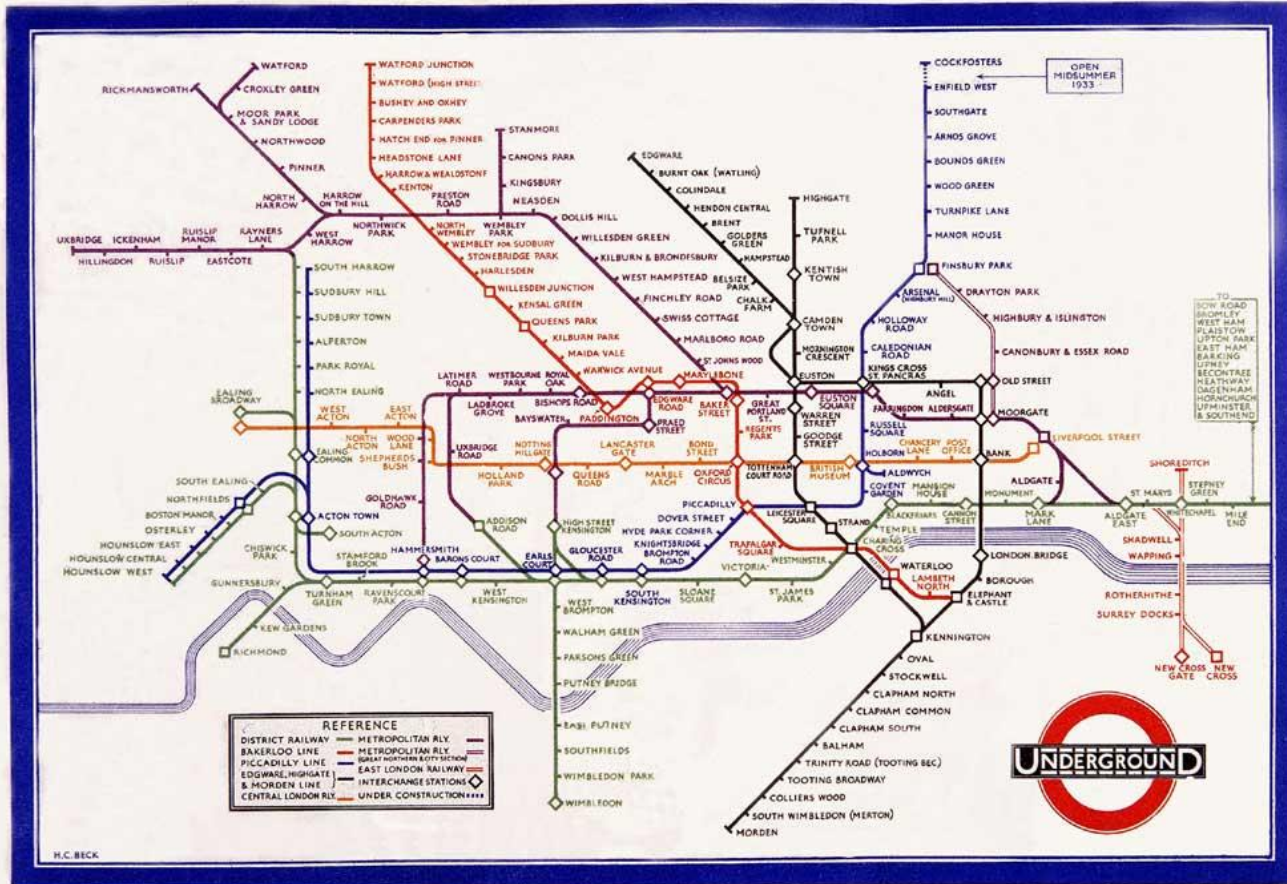 WATFORD
RICKMANSWORTH
CROXLEY GREEN
MOOR PARK
& SANDY LODGE
NORTHWOOD
PINNER
NORTH
HARROW
HARROW
ON THE HILL
WEST
HARROW
NORTHWICK
PARK
PRESTON
ROAD
WEMBLEY
PARK
STANMORE
CANONS PARK
KINGSBURY
NEASDEN
DOLLIS HILL
WILLESDEN GREEN
KILBURN & BRONDESBURY
WEST HAMPSTEAD
FINCHLEY ROAD
SWISS COTTAGE
MARLBORO ROAD
ST JOHNS WOOD
UXBRIDGE
ICKENHAM
RUISLIP
MANOR
RAYNERS
LANE
HILLINGDON
RUISLIP
EASTCOTE
WATFORD JUNCTION
WATFORD (HIGH STREET
BUSHEY AND OXHEY
CARPENDERS PARK
HATCH END FOR PINNER
HEADSTONE LANE
HARROW & WEALDSTONE
KENTON
NORTH
WEMBLEY
WEMBLEY FOR SUDBURY
STONEBRIDGE PARK
HARLESDEN
WILLESDEN JUNCTION
KENSAL GREEN
QUEENS PARK
KILBURN PARK
MAIDA VALE
WARWICK AVENUE
PADDINGTON
EDGWARE
ROAD
MARYLEBONE
BAKER
STREET
REGENTS
PARK
OXFORD
CIRCUS
PICCADILLY
TRAFALGAR
SQUARE
CHARING
CROSS
WATERLOO
LAMBETH
NORTH
ELEPHANT
& CASTLE
EDGWARE
BURNT OAK (WATLING)
COLINDALE
HENDON CENTRAL
BRENT
GOLDERS
GREEN
HAMPSTEAD
BELSIZE
PARK
CHALK
FARM
HIGHGATE
TUFNELL
PARK
KENTISH
TOWN
CAMDEN
TOWN
MORNINGTON
CRESCENT
EUSTON
WARREN
STREET
GOODGE
STREET
TOTTENHAM
COURT ROAD
LEICESTER
SQUARE
STRAND
COCKFOSTERS
OPEN
MIDSUMMER
1933
ENFIELD WEST
SOUTHGATE
ARNOS GROVE
BOUNDS GREEN
WOOD GREEN
TURNPIKE LANE
MANOR HOUSE
FINSBURY PARK
ARSENAL
(HIGHBURY HILL)
HOLLOWAY
ROAD
CALEDONIAN
ROAD
KINGS CROSS
ST. PANCRAS
DRAYTON PARK
HIGHBURY & ISLINGTON
CANONBURY & ESSEX ROAD
OLD STREET
MOORGATE
ANGEL
FARRINGDON
ALDERSGATE
LIVERPOOL STREET
RUSSELL
SQUARE
HOLBORN
ALDWYCH
COVENT
GARDEN
TO
BOW ROAD
BROMLEY
WEST HAM
PLAISTOW
UPTON PARK
EAST HAM
BARKING
UPNEY
BECONTREE
HEATHWAY
DAGENHAM
HORNCHURCH
UPMINSTER
& SOUTHEND
SOUTH HARROW
SUDBURY HILL
SUDBURY TOWN
ALPERTON
PARK ROYAL
NORTH EALING
EALING
COMMON
EALING
BROADWAY
WEST
ACTON
EAST
ACTON
NORTH
ACTON
WOOD
LANE
SHEPHERDS
BUSH
HOLLAND
PARK
NOTTING
HILLGATE
LANCASTER
GATE
QUEENS
ROAD
MARBLE
ARCH
BOND
STREET
BRITISH
MUSEUM
CHANCERY
LANE
POST
OFFICE
BANK
LATIMER
ROAD
WESTBOURNE
PARK
ROYAL
OAK
LADBROKE
GROVE
BISHOPS ROAD
BAYSWATER
PRAED
STREET
GREAT
PORTLAND
ST.
EUSTON
SQUARE
UXBRIDGE
ROAD
GOLDHAWK
ROAD
HAMMERSMITH
ADDISON
ROAD
HIGH STREET
KENSINGTON
SOUTH EALING
NORTHFIELDS
BOSTON MANOR
OSTERLEY
HOUNSLOW EAST
HOUNSLOW CENTRAL
HOUNSLOW WEST
ACTON TOWN
SOUTH ACTON
CHISWICK
PARK
GUNNERSBURY
KEW GARDENS
RICHMOND
TURNHAM
GREEN
STAMFORD
BROOK
RAVENSCOURT
PARK
BARONS COURT
WEST
KENSINGTON
EARLS
COURT
GLOUCESTER
ROAD
SOUTH
KENSINGTON
DOVER STREET
HYDE PARK CORNER
KNIGHTSBRIDGE
BROMPTON
ROAD
SLOANE
SQUARE
VICTORIA
ST. JAMES
PARK
WESTMINSTER
TEMPLE
BLACKFRIARS
MANSION
HOUSE
CANNON
STREET
MONUMENT
MARK
LANE
ALDGATE
ALDGATE
EAST
ST. MARYS
WHITECHAPEL
STEPNEY
GREEN
MILE
END
SHOREDITCH
SHADWELL
WAPPING
ROTHERHITHE
SURREY DOCKS
NEW CROSS
GATE
NEW
CROSS
LONDON BRIDGE
BOROUGH
KENNINGTON
OVAL
STOCKWELL
CLAPHAM NORTH
CLAPHAM COMMON
CLAPHAM SOUTH
BALHAM
TRINITY ROAD (TOOTING BEC)
TOOTING BROADWAY
COLLIERS WOOD
SOUTH WIMBLEDON (MERTON)
MORDEN
WEST
BROMPTON
WALHAM GREEN
PARSONS GREEN
PUTNEY BRIDGE
EAST PUTNEY
SOUTHFIELDS
WIMBLEDON PARK
WIMBLEDON
REFERENCE
DISTRICT RAILWAY
BAKERLOO LINE
PICCADILLY LINE
EDGWARE, HIGHGATE
& MORDEN LINE
CENTRAL LONDON RLY.
METROPOLITAN RLY.
METROPOLITAN RLY.
(GREAT NORTHERN & CITY SECTION)
EAST LONDON RAILWAY
INTERCHANGE STATIONS
UNDER CONSTRUCTION
UNDERGROUND
H.C. BECK